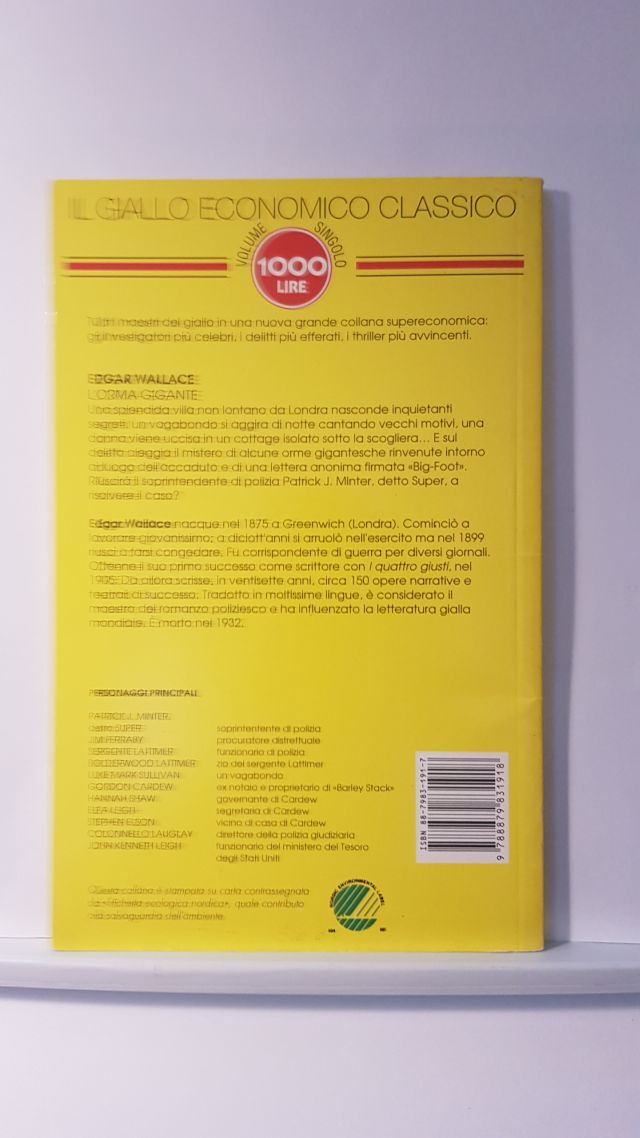 IL GIALLO ECONOMICO CLASSICO
VOLUME SINGOLO
1000
LIRE
Tutti i maestri del giallo in una nuova grande collana supereconomica:
gli investigatori più celebri, i delitti più efferati, i thriller più avvincenti.
EDGAR WALLACE
L'ORMA GIGANTE
Una splendida villa non lontano da Londra nasconde inquietanti
segreti, un vagabondo si aggira di notte cantando vecchi motivi, una
donna viene uccisa in un cottage isolato sotto la scogliera... E sul
delitto aleggia il mistero di alcune orme gigantesche rinvenute intorno
al luogo dell'accaduto e di una lettera anonima firmata «Big-Foot».
Riuscirà il soprintendente di polizia Patrick J. Minter, detto Super, a
risolvere il caso?
Edgar Wallace nacque nel 1875 a Greenwich (Londra). Cominciò a
lavorare giovanissimo; a diciott'anni si arruolò nell'esercito ma nel 1899
riuscì a farsi congedare. Fu corrispondente di guerra per diversi giornali.
Ottenne il suo primo successo come scrittore con I quattro giusti, nel
1905. Da allora scrisse, in ventisette anni, circa 150 opere narrative e
teatrali di successo. Tradotto in moltissime lingue, è considerato il
maestro del romanzo poliziesco e ha influenzato la letteratura gialla
mondiale. È morto nel 1932.
PERSONAGGI PRINCIPALI
PATRICK J. MINTER,
detto SUPER soprintentente di polizia
JIM FERRABY procuratore distrettuale
SERGENTE LATTIMER funzionario di polizia
BOLDERWOOD LATTIMER zio del sergente Lattimer
LUKE MARK SULLIVAN un vagabondo
GORDON CARDEW ex notaio e proprietario di «Barley Stack»
HANNAH SHAW governante di Cardew
ELFA LEIGH segretaria di Cardew
STEPHEN ELSON vicino di casa di Cardew
COLONNELLO LANGLAY direttore della polizia giudiziaria
JOHN KENNETH LEIGH funzionario del ministero del Tesoro
degli Stati Uniti
ISBN 88-7983-191-7
9 788879 831918
Questa collana è stampata su carta contrassegnata
da «etichetta ecologica nordica», quale contributo
alla salvaguardia dell'ambiente.
NORDIC ENVIRONMENTAL LABEL